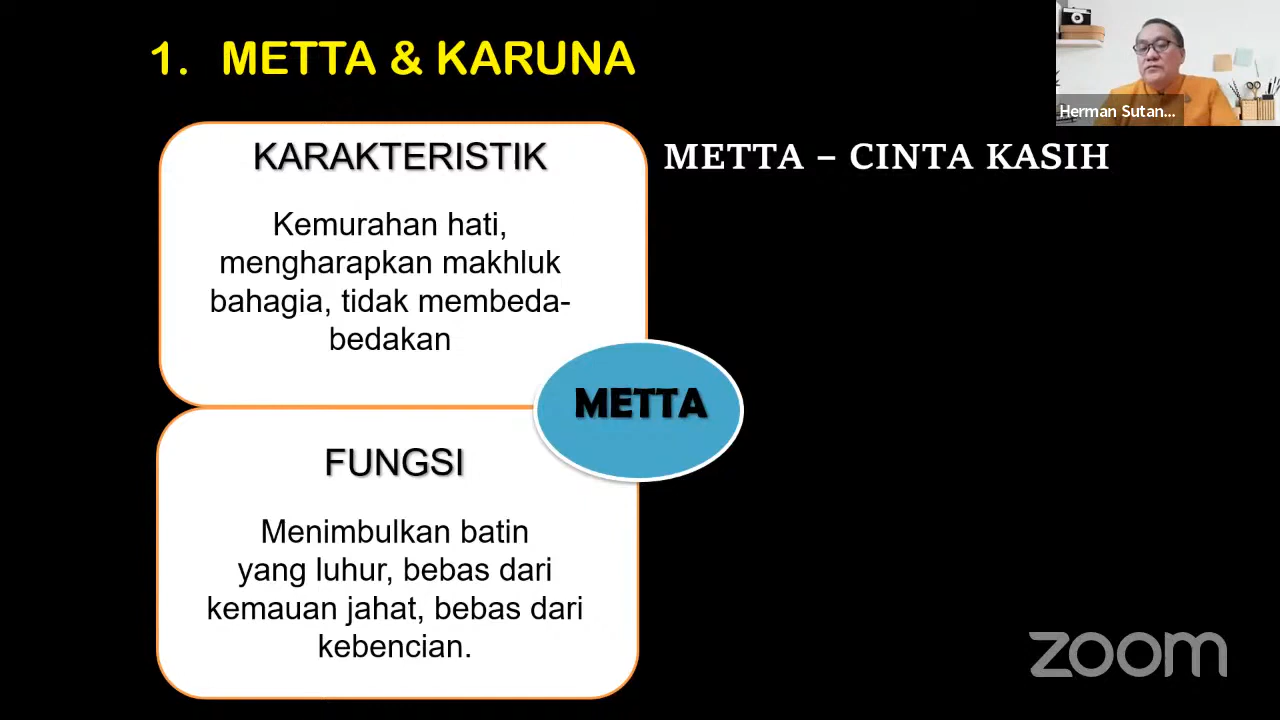 1. METTA & KARUNA
Herman Sutan...
KARAKTERISTIK
METTA – CINTA KASIH
Kemurahan hati,
mengharapkan makhluk
bahagia, tidak membeda-
bedakan
METTA
FUNGSI
Menimbulkan batin
yang luhur, bebas dari
kemauan jahat, bebas dari
kebencian.
zoom